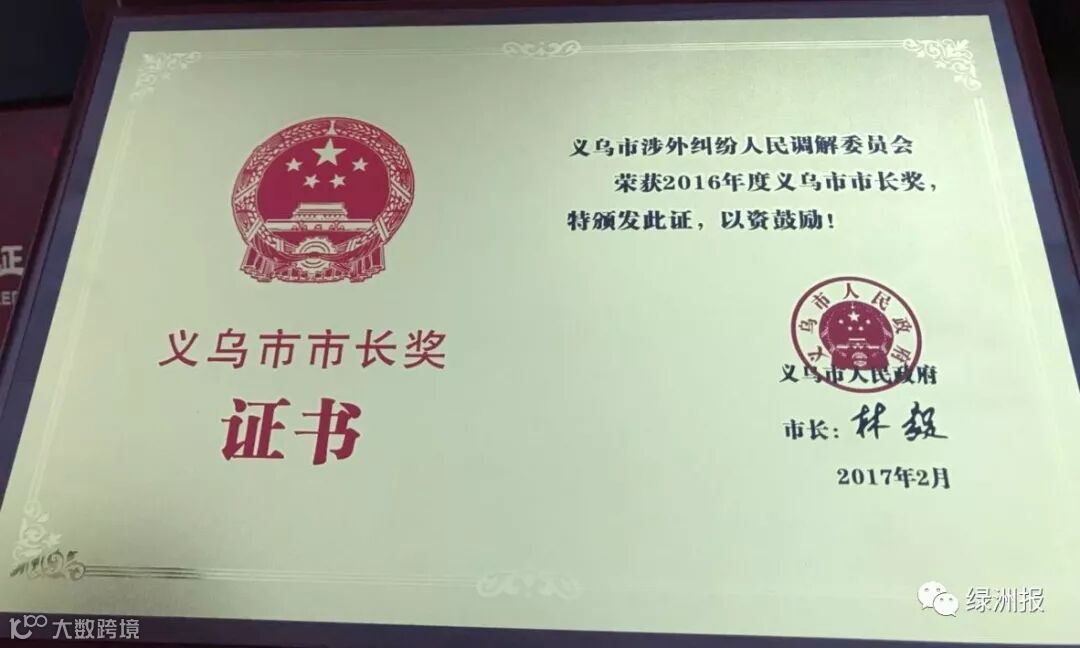 义乌市市长奖
证书
义乌市涉外纠纷人民调解委员会
荣获2016年度义乌市市长奖，
特颁发此证，以资鼓励！
义乌市人民政府
义乌市人民政府
市长：林毅
2017年2月
证
绿洲报
大数跨境